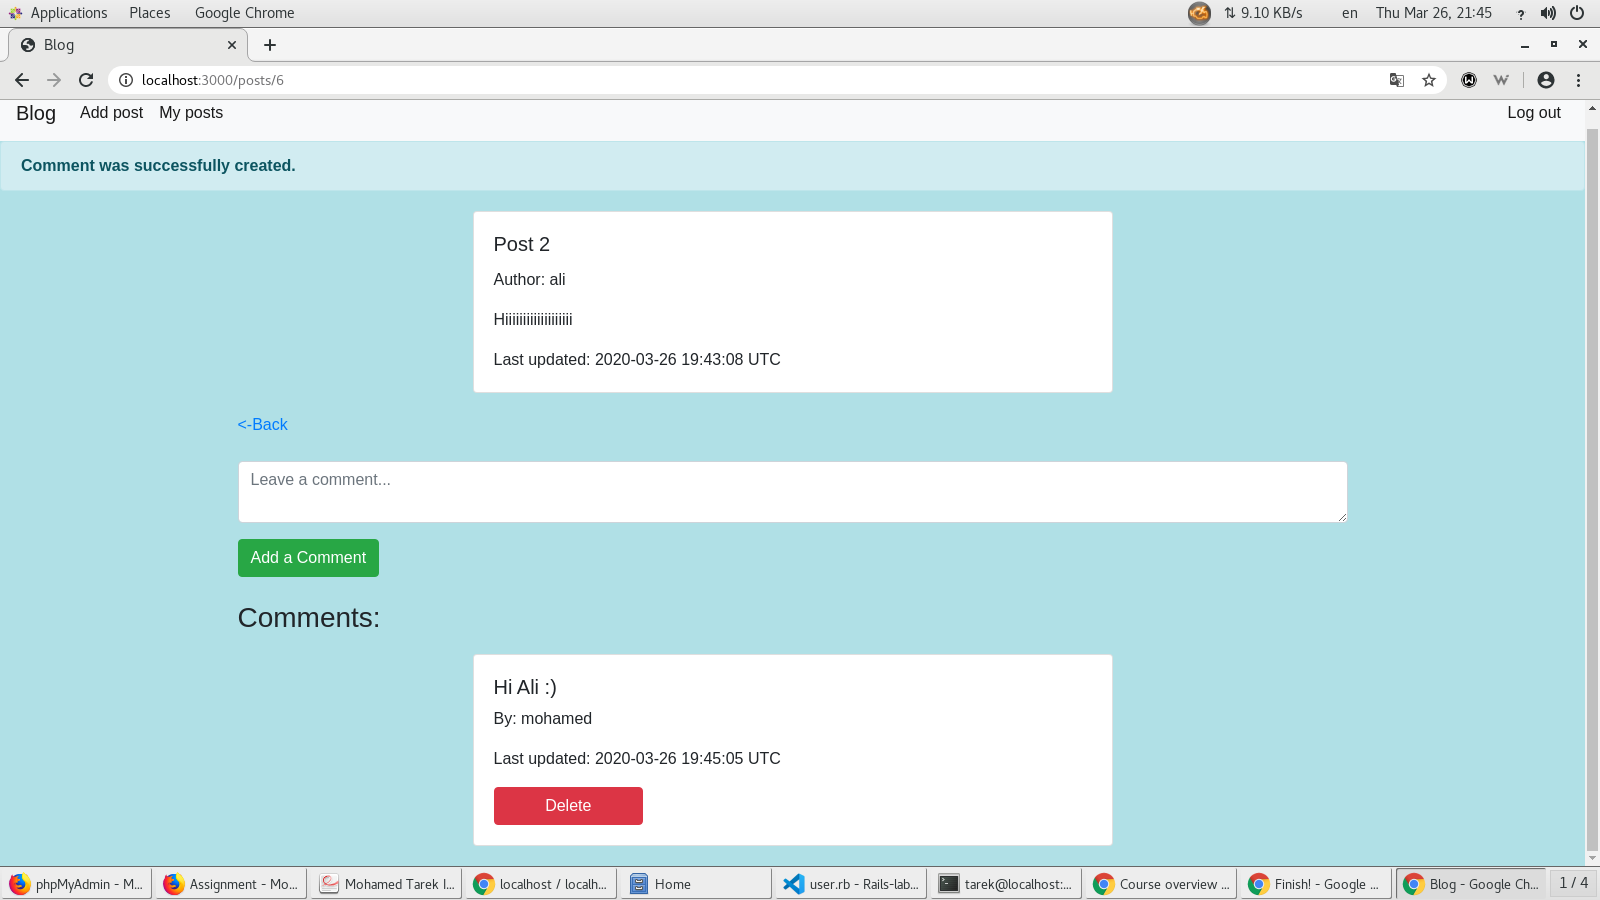 Applications Places Google Chrome 9.10 KB/s en Thu Mar 26, 21:45
Blog
localhost:3000/posts/6
Blog Add post My posts Log out
Comment was successfully created.
Post 2
Author: ali
Hiiiiiiiiiiiiiiiiiii
Last updated: 2020-03-26 19:43:08 UTC
<-Back
Leave a comment...
Add a Comment
Comments:
Hi Ali :)
By: mohamed
Last updated: 2020-03-26 19:45:05 UTC
Delete
phpMyAdmin - M... Assignment - Mo... Mohamed Tarek I... localhost / localh... Home user.rb - Rails-lab... tarek@localhost:... Course overview ... Finish! - Google ... Blog - Google Ch... 1 / 4